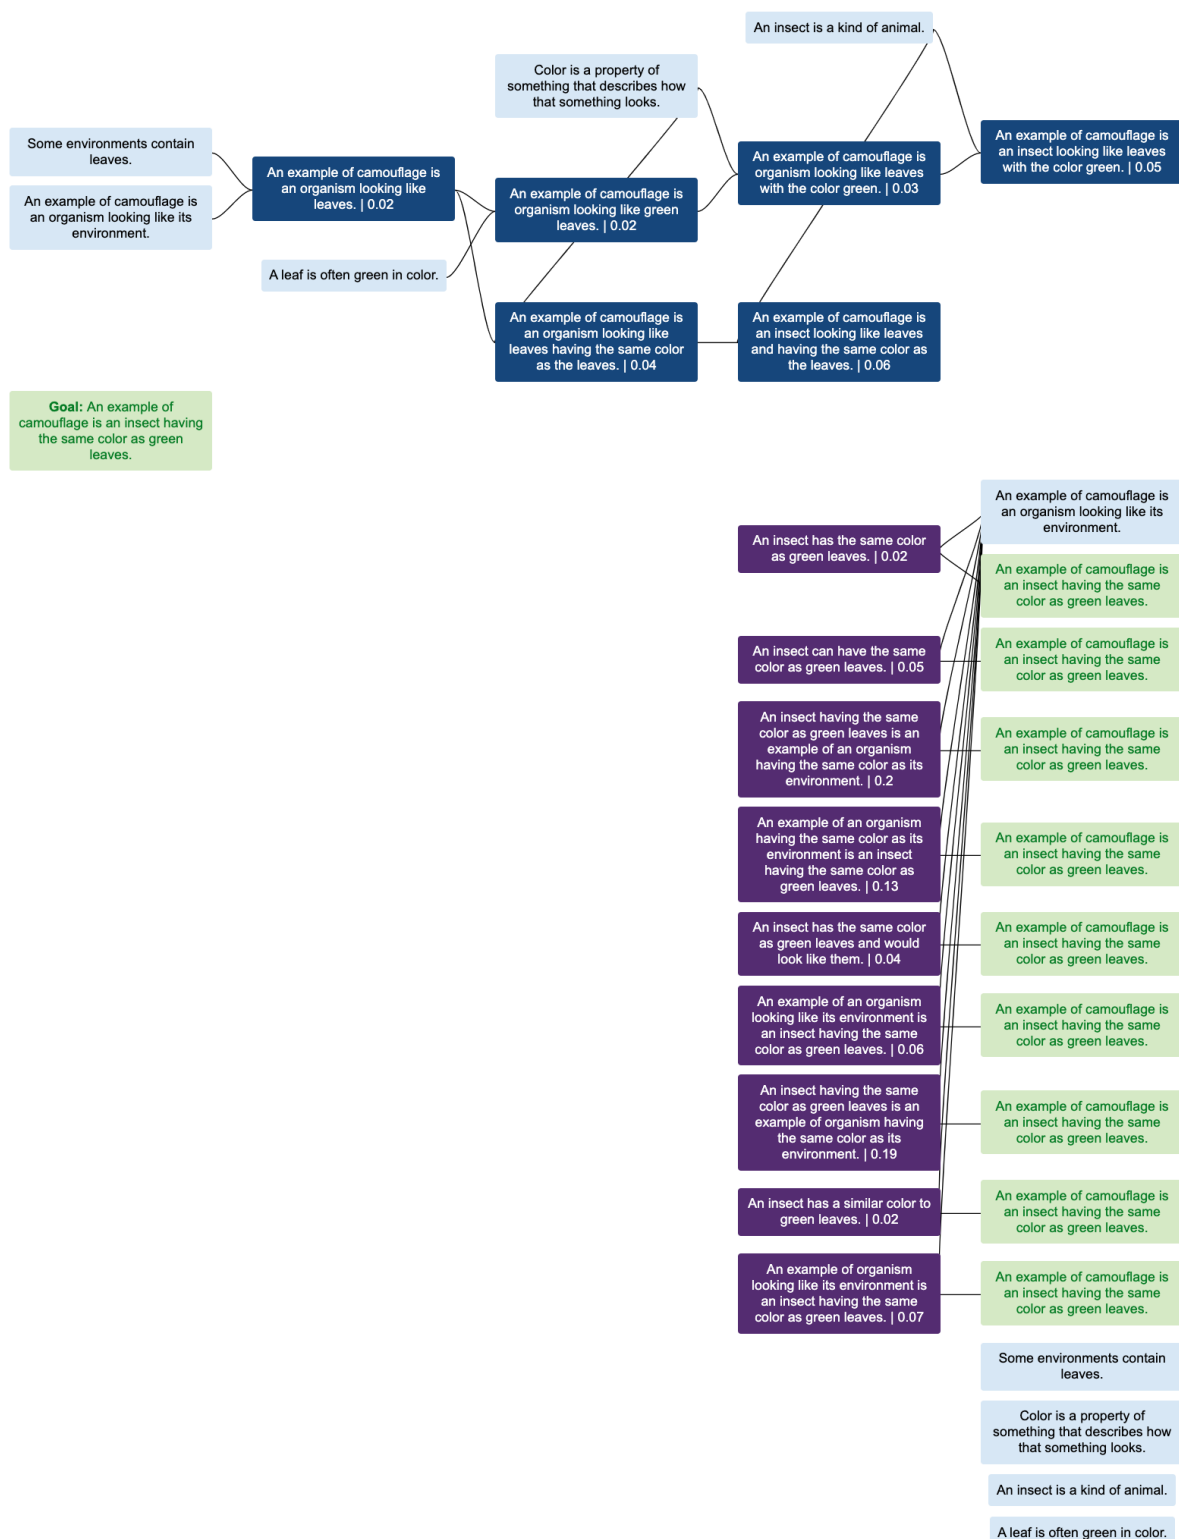 An insect is a kind of animal.
Color is a property of
something that describes how
that something looks.
Some environments contain
leaves.
An example of camouflage is
an organism looking like its
environment.
An example of camouflage is
an organism looking like
leaves. | 0.02
A leaf is often green in color.
An example of camouflage is
organism looking like green
leaves. | 0.02
An example of camouflage is
an organism looking like
leaves having the same color
as the leaves. | 0.04
An example of camouflage is
organism looking like leaves
with the color green. | 0.03
An example of camouflage is
an insect looking like leaves
and having the same color as
the leaves. | 0.06
An example of camouflage is
an insect looking like leaves
with the color green. | 0.05
Goal: An example of
camouflage is an insect having
the same color as green
leaves.
An example of camouflage is
an organism looking like its
environment.
An insect has the same color
as green leaves. | 0.02
An example of camouflage is
an insect having the same
color as green leaves.
An insect can have the same
color as green leaves. | 0.05
An example of camouflage is
an insect having the same
color as green leaves.
An insect having the same
color as green leaves is an
example of an organism
having the same color as its
environment. | 0.2
An example of camouflage is
an insect having the same
color as green leaves.
An example of an organism
having the same color as its
environment is an insect
having the same color as
green leaves. | 0.13
An example of camouflage is
an insect having the same
color as green leaves.
An insect has the same color
as green leaves and would
look like them. | 0.04
An example of camouflage is
an insect having the same
color as green leaves.
An example of an organism
looking like its environment is
an insect having the same
color as green leaves. | 0.06
An example of camouflage is
an insect having the same
color as green leaves.
An insect having the same
color as green leaves is an
example of organism having
the same color as its
environment. | 0.19
An example of camouflage is
an insect having the same
color as green leaves.
An insect has a similar color to
green leaves. | 0.02
An example of camouflage is
an insect having the same
color as green leaves.
An example of organism
looking like its environment is
an insect having the same
color as green leaves. | 0.07
An example of camouflage is
an insect having the same
color as green leaves.
Some environments contain
leaves.
Color is a property of
something that describes how
that something looks.
An insect is a kind of animal.
A leaf is often green in color.